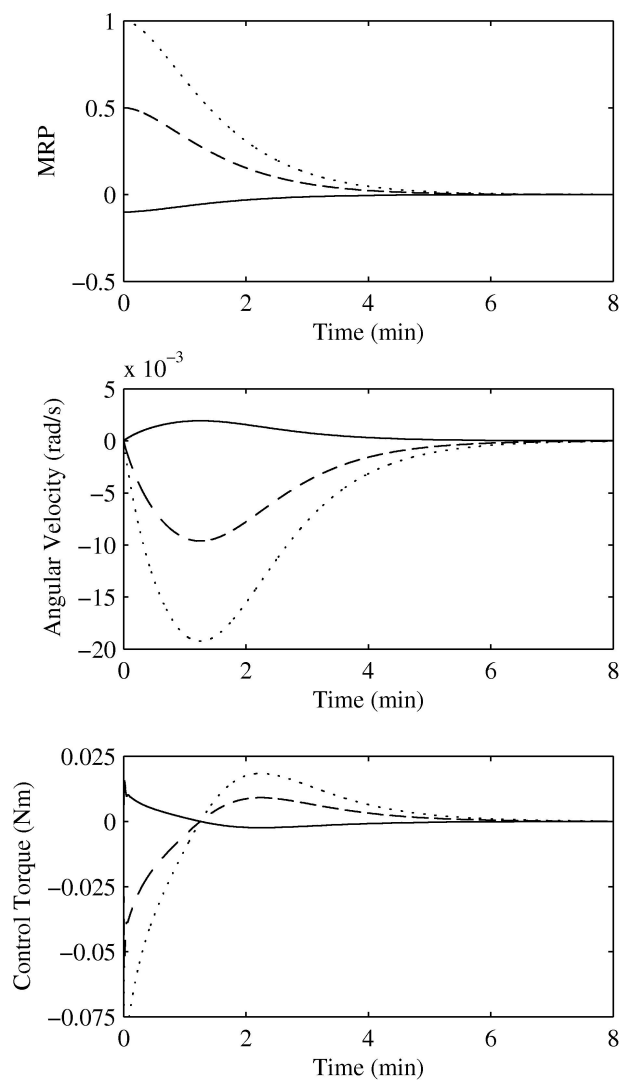 1
0.5
0
−0.5
MRP
0 2 4 6 8
Time (min)
x 10−3
5
0
−5
−10
−15
−20
Angular Velocity (rad/s)
0 2 4 6 8
Time (min)
0.025
0
−0.025
−0.05
−0.075
Control Torque (Nm)
0 2 4 6 8
Time (min)